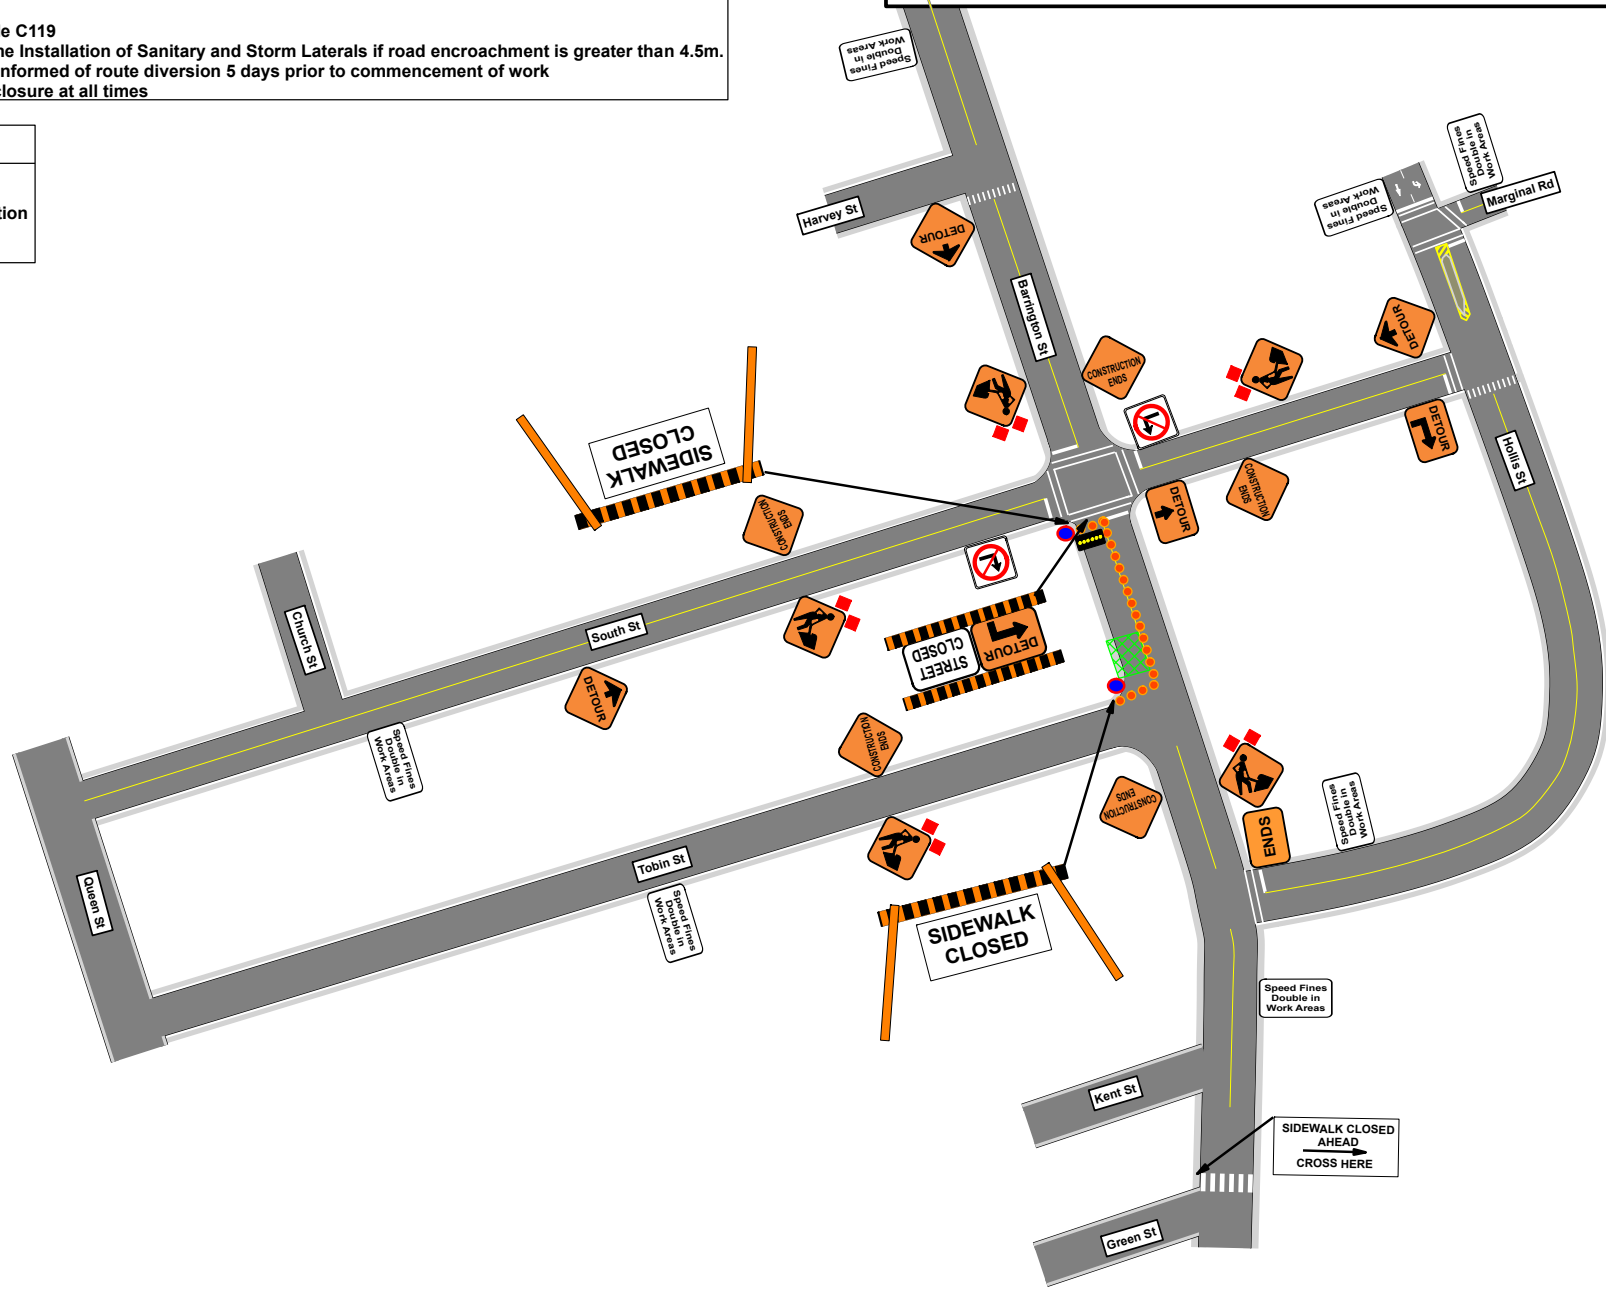 e C119
ne Installation of Sanitary and Storm Laterals if road encroachment is greater than 4.5m.
nformed of route diversion 5 days prior to commencement of work
closure at all times
tion
Speed Fines
Double in
Work Areas
Speed Fines
Double in
Work Areas
Speed Fines
Double in
Work Areas
Marginal Rd
Harvey St
DETOUR
Barrington St
DETOUR
CONSTRUCTION
ENDS
DETOUR
Hollis St
SIDEWALK
CLOSED
CONSTRUCTION
ENDS
DETOUR
CONSTRUCTION
ENDS
Church St
South St
STREET
CLOSED
DETOUR
DETOUR
Speed Fines
Double in
Work Areas
CONSTRUCTION
ENDS
CONSTRUCTION
ENDS
Speed Fines
Double in
Work Areas
ENDS
Tobin St
Queen St
Speed Fines
Double in
Work Areas
SIDEWALK
CLOSED
Speed Fines
Double in
Work Areas
Kent St
SIDEWALK CLOSED
AHEAD
CROSS HERE
Green St